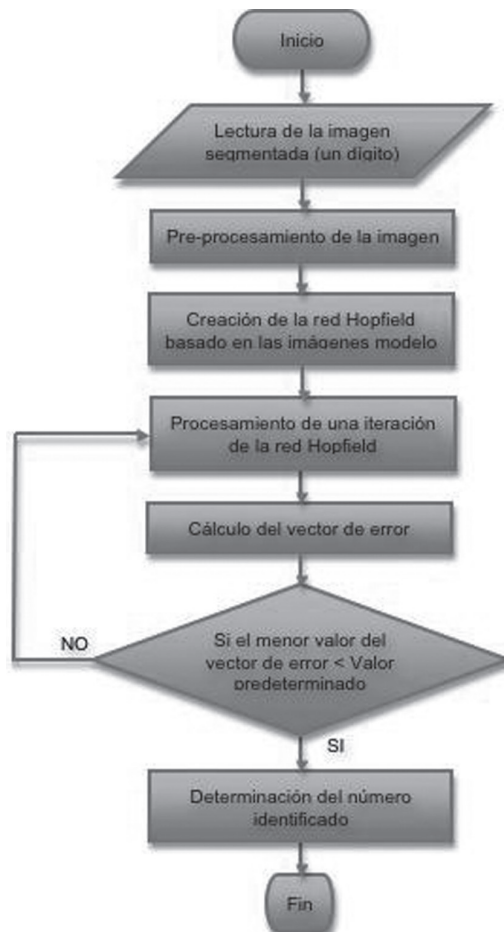 Inicio
Lectura de la imagen
segmentada (un dígito)
Pre-procesamiento de la imagen
Creación de la red Hopfield
basado en las imágenes modelo
Procesamiento de una iteración
de la red Hopfield
Cálculo del vector de error
Si el menor valor del
vector de error < Valor
predeterminado
NO
SI
Determinación del número
identificado
Fin